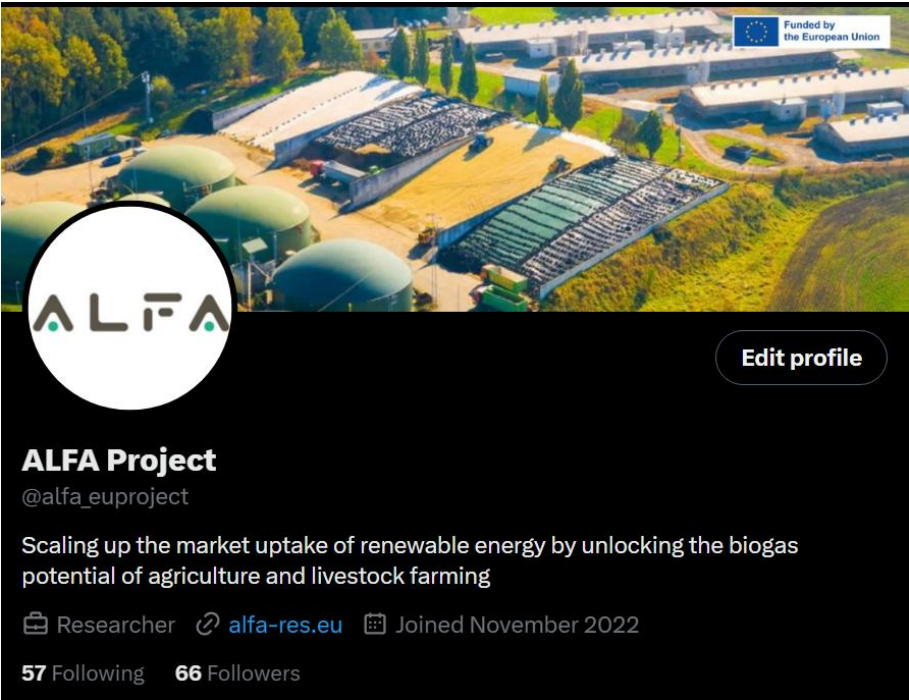 Funded by
the European Union
ALFA
Edit profile
ALFA Project
@alfa_euproject
Scaling up the market uptake of renewable energy by unlocking the biogas
potential of agriculture and livestock farming
Researcher alfa-res.eu Joined November 2022
57 Following 66 Followers